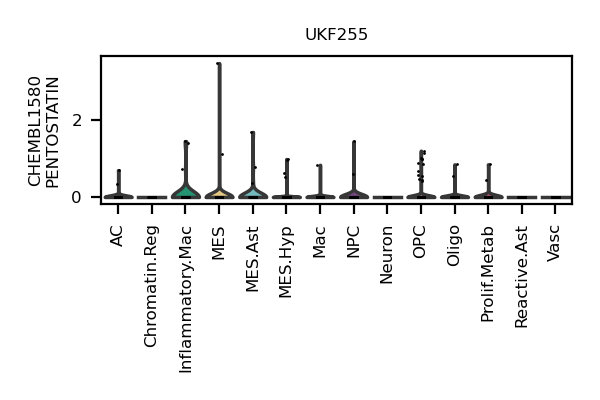 UKF255
CHEMBL1580
PENTOSTATIN
2
0
AC
Chromatin.Reg
Inflammatory.Mac
MES
MES.Ast
MES.Hyp
Mac
NPC
Neuron
OPC
Oligo
Prolif.Metab
Reactive.Ast
Vasc